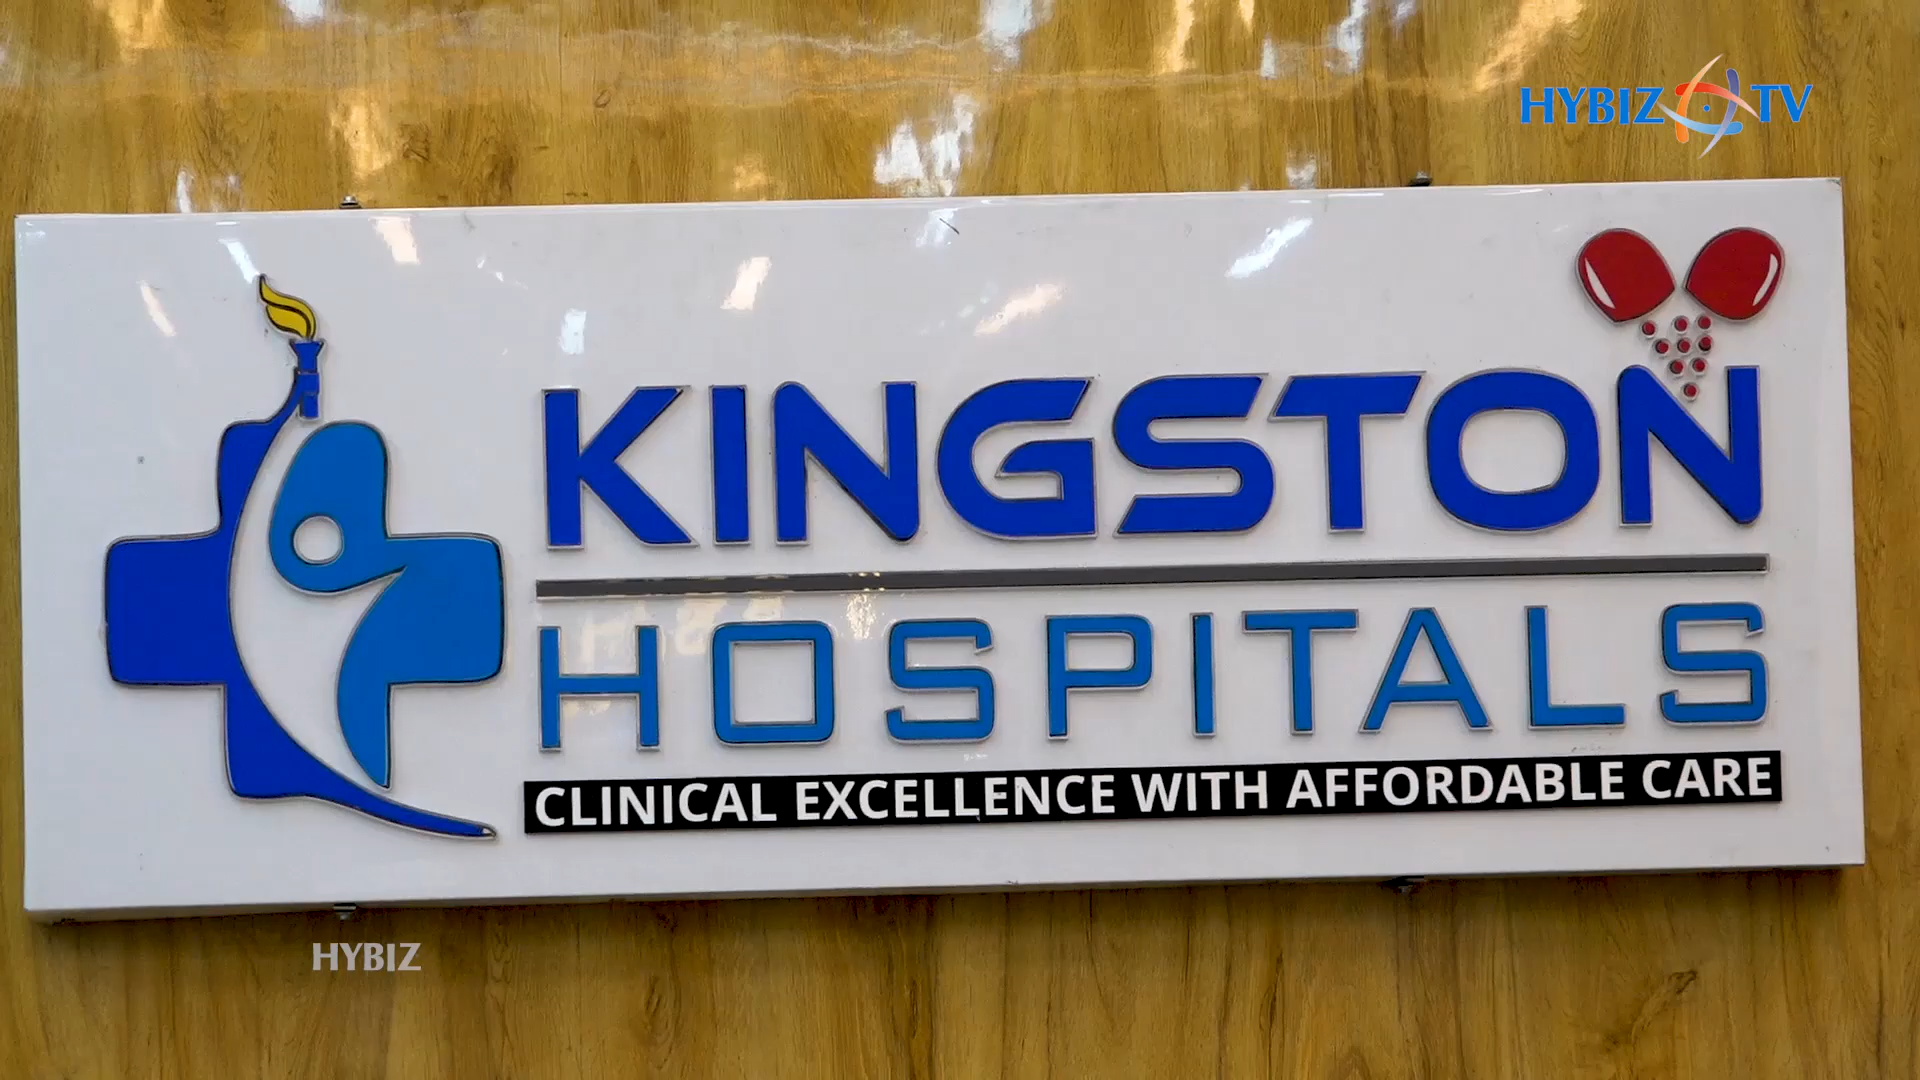 HYBIZ TV
KINGSTON
HOSPITALS
CLINICAL EXCELLENCE WITH AFFORDABLE CARE
HYBIZ